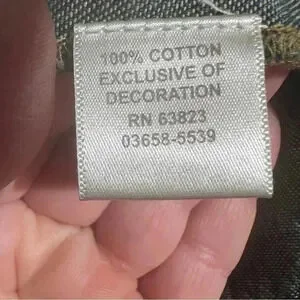 100% COTTON
EXCLUSIVE OF
DECORATION
RN 63823
03658-5539